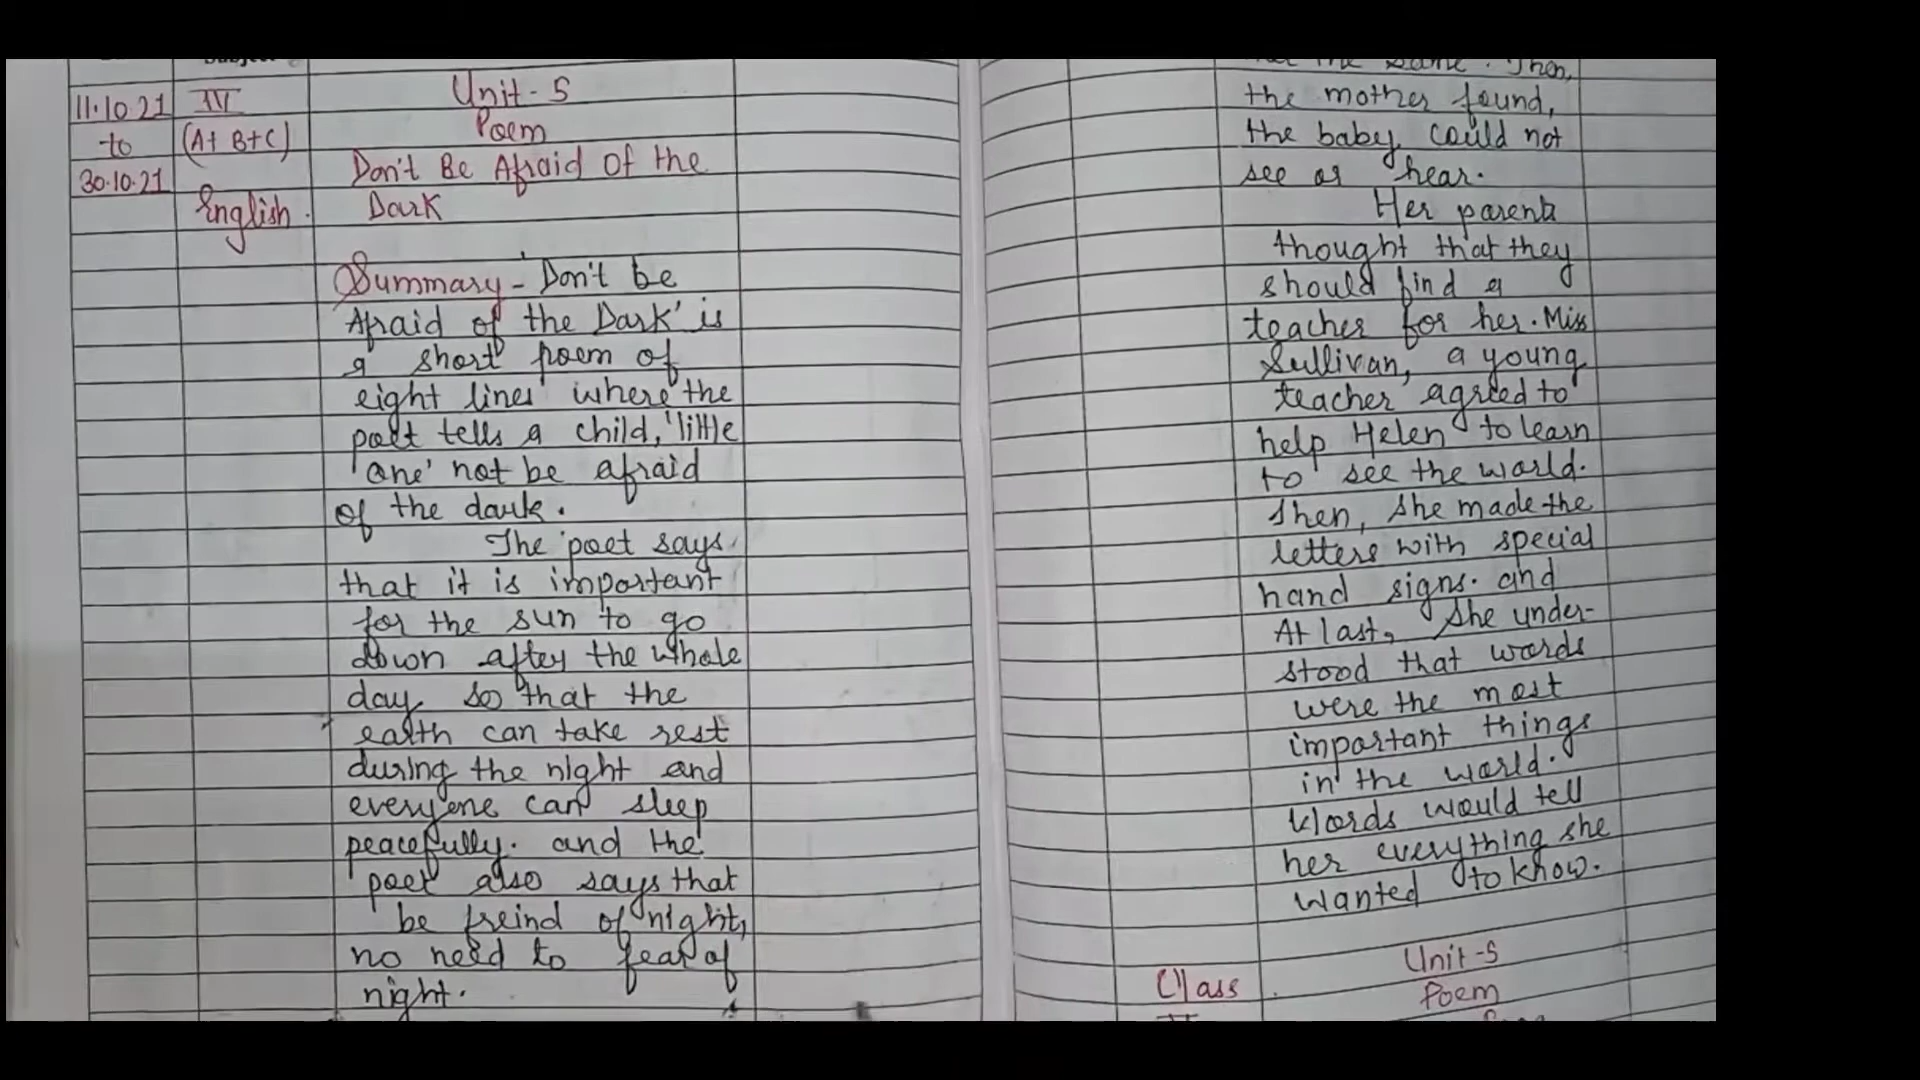 11.10.21
to
30.10.21
IV
(A+ B+C)
English.
Unit-5
Poem
Don't Be Afraid Of the
Dark
Summary - 'Don't be
Afraid of the Dark' is
a short poem of
eight lines where the
poet tells a child, 'little
one' not be afraid
of the dark.
The poet says
that it is important
for the sun to go
down after the whole
day so that the
earth can take rest
during the night and
everyone can sleep
peacefully. and the
poet also says that
be freind of night,
no need to fear of
night.
the same. Then,
the mother found,
the baby could not
see or hear.
Her parents
thought that they
should find a
teacher for her. Miss
Sullivan, a young
teacher agreed to
help Helen to learn
to see the world.
Then, she made the
letters with special
hand signs. and
At last, She under-
stood that words
were the most
important things
in the world.
Words would tell
her everything she
wanted to know.
Class
Unit-5
Poem